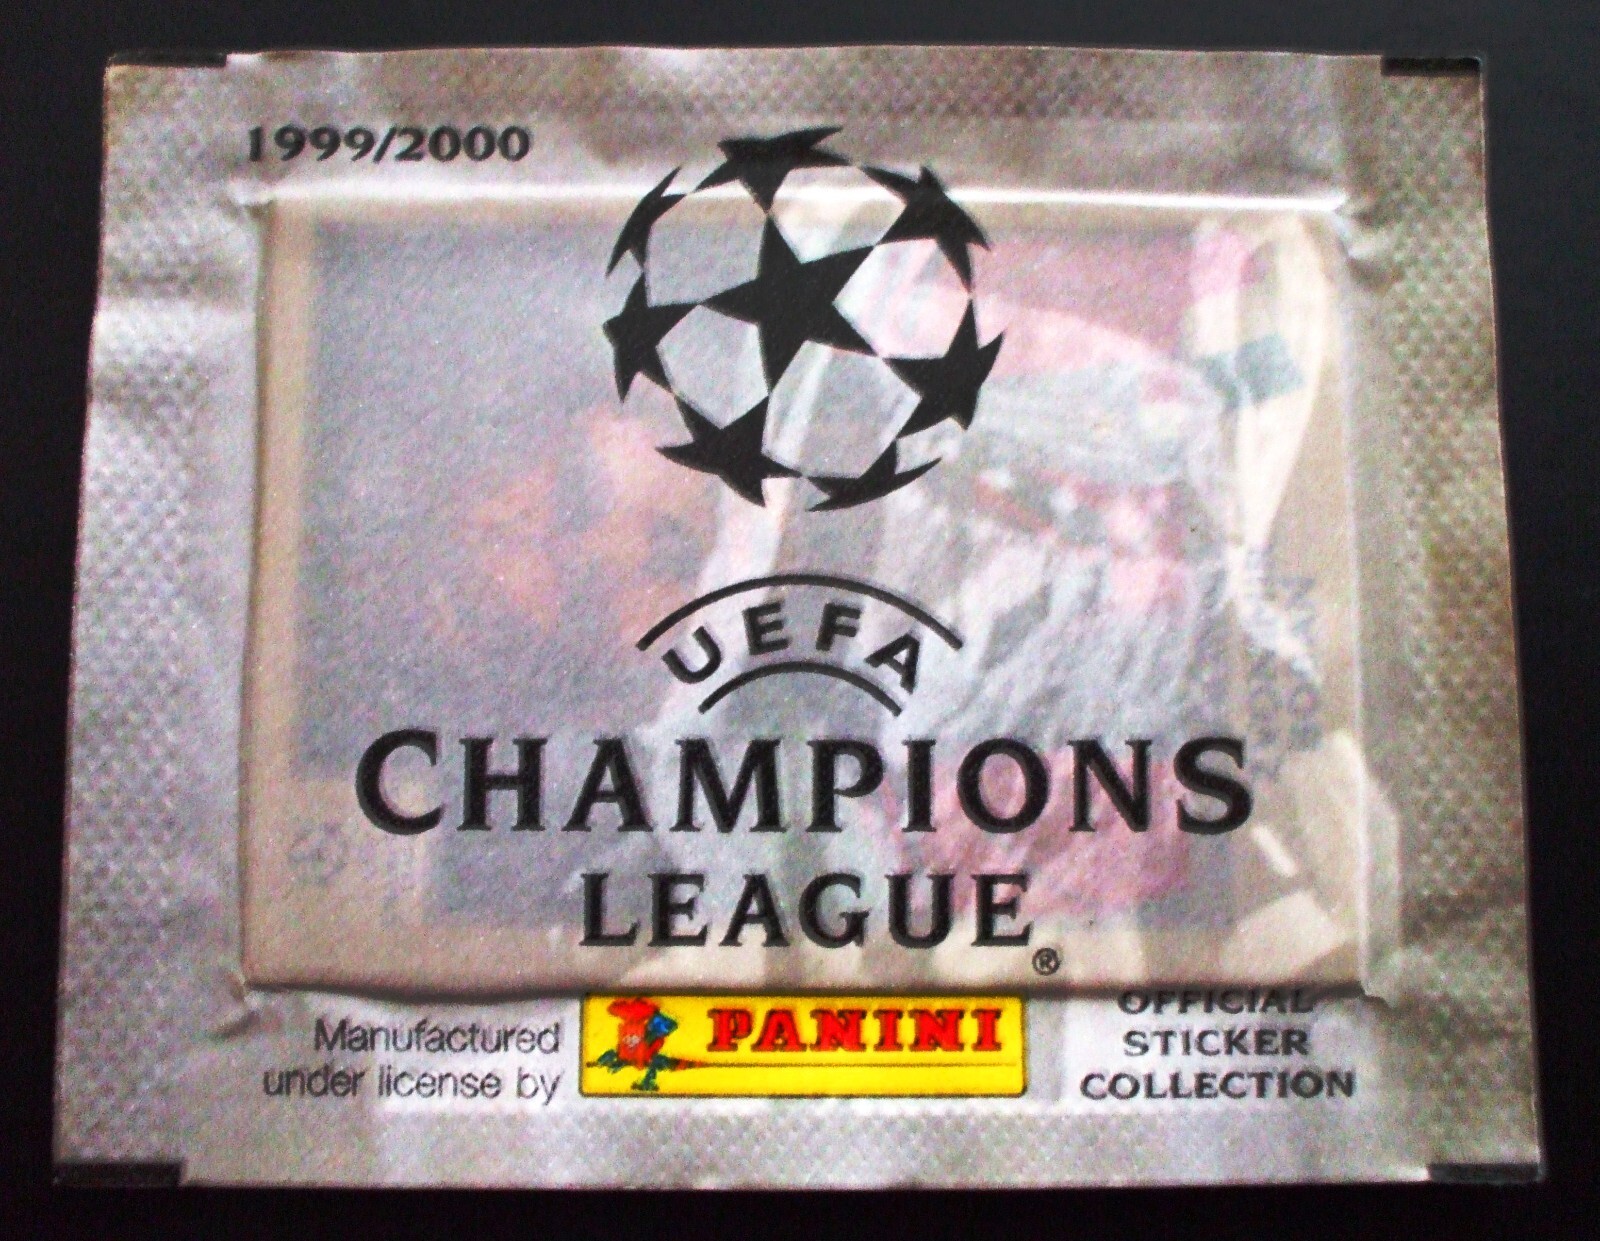 1999/2000
UEFA
CHAMPIONS
LEAGUE®
Manufactured
under license by
PANINI
OFFICIAL
STICKER
COLLECTION